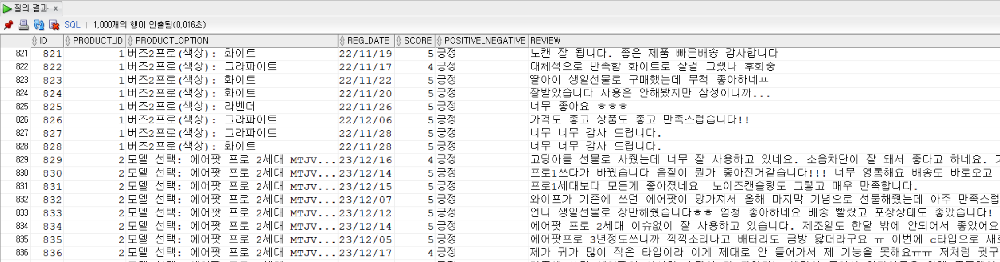 질의 결과 x
SQL | 1,000개의 행이 인출됨(0,016초)
ID PRODUCT_ID PRODUCT_OPTION REG_DATE SCORE POSITIVE_NEGATIVE REVIEW
821 821 1 버즈2프로(색상): 화이트 22/11/19 5 긍정 노캔 잘 됩니다. 좋은 제품 빠른배송 감사합니다
822 822 1 버즈2프로(색상): 그라파이트 22/11/17 4 긍정 대체적으로 만족함 화이트로 살걸 그랬나 후회중
823 823 1 버즈2프로(색상): 화이트 22/11/22 5 긍정 딸아이 생일선물로 구매했는데 무척 좋아하네ㅛ
824 824 1 버즈2프로(색상): 화이트 22/11/20 5 긍정 잘받았습니다 사용은 안해봤지만 삼성이니까...
825 825 1 버즈2프로(색상): 라벤더 22/11/26 5 긍정 너무 좋아요 ㅎㅎㅎ
826 826 1 버즈2프로(색상): 그라파이트 22/12/06 5 긍정 가격도 좋고 상품도 좋고 만족스럽습니다!!
827 827 1 버즈2프로(색상): 그라파이트 22/11/28 5 긍정 너무 너무 감사 드립니다.
828 828 1 버즈2프로(색상): 화이트 22/11/28 5 긍정 너무 너무 감사 드립니다.
829 829 2 모델 선택: 에어팟 프로 2세대 MTJV... 23/12/16 4 긍정 고딩아들 선물로 사줬는데 너무 잘 사용하고 있네요. 소음차단이 잘 돼서 좋다고 하네요.
830 830 2 모델 선택: 에어팟 프로 2세대 MTJV... 23/12/14 5 긍정 프로1쓰다가 바꿨습니다 음질이 뭔가 좋아진거같습니다!!! 너무 영롱해요 배송도 바로오고
831 831 2 모델 선택: 에어팟 프로 2세대 MTJV... 23/12/15 5 긍정 프로1세대보다 모든게 좋아졌네요 노이즈캔슬링도 그렇고 매우 만족합니다.
832 832 2 모델 선택: 에어팟 프로 2세대 MTJV... 23/12/07 5 긍정 와이프가 기존에 쓰던 에어팟이 망가져서 올해 마지막 기념으로 선물해줬는데 아주 만족스럽
833 833 2 모델 선택: 에어팟 프로 2세대 MTJV... 23/12/12 5 긍정 언니 생일선물로 장만해줬습니다ㅎㅎ 엄청 좋아하네요 배송 빨랐고 포장상태도 좋았습니다!
834 834 2 모델 선택: 에어팟 프로 2세대 MTJV... 23/12/14 5 긍정 에어팟 프로 2세대 이슈없이 잘 사용하고 있습니다. 제조일도 한달 밖에 안되어서 좋았어요
835 835 2 모델 선택: 에어팟 프로 2세대 MTJV... 23/12/05 5 긍정 에어팟프로 3년정도쓰니까 끽끽소리나고 배터리도 금방 닳더라구요 ㅠ 이번에 c타입으로
836 836 2 모델 선택: 에어팟 프로 2세대 MTJV... 23/12/17 4 긍정 제가 귀가 많이 작은 타입이라 이게 제대로 안 들어가서 제 기능을 못해요ㅠㅠ 저처럼 귓구